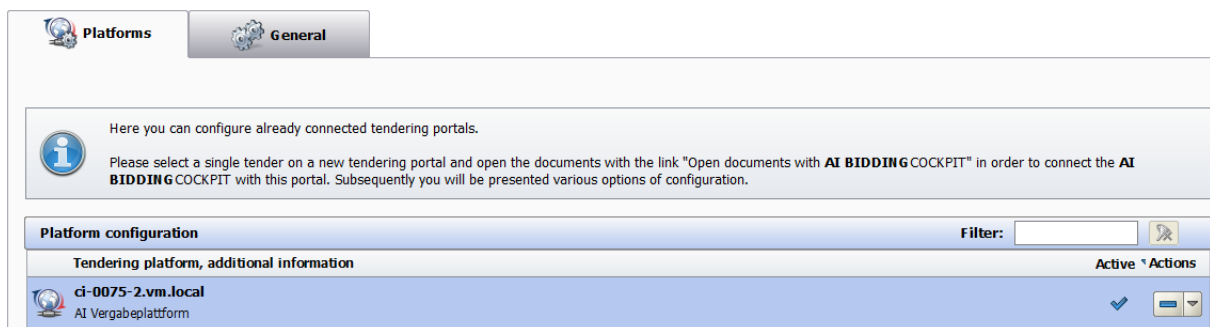 Platforms
General
Here you can configure already connected tendering portals.
Please select a single tender on a new tendering portal and open the documents with the link "Open documents with AI BIDDING COCKPIT" in order to connect the AI
BIDDING COCKPIT with this portal. Subsequently you will be presented various options of configuration.
Platform configuration Filter:
Tendering platform, additional information Active Actions
ci-0075-2.vm.local
AI Vergabeplattform